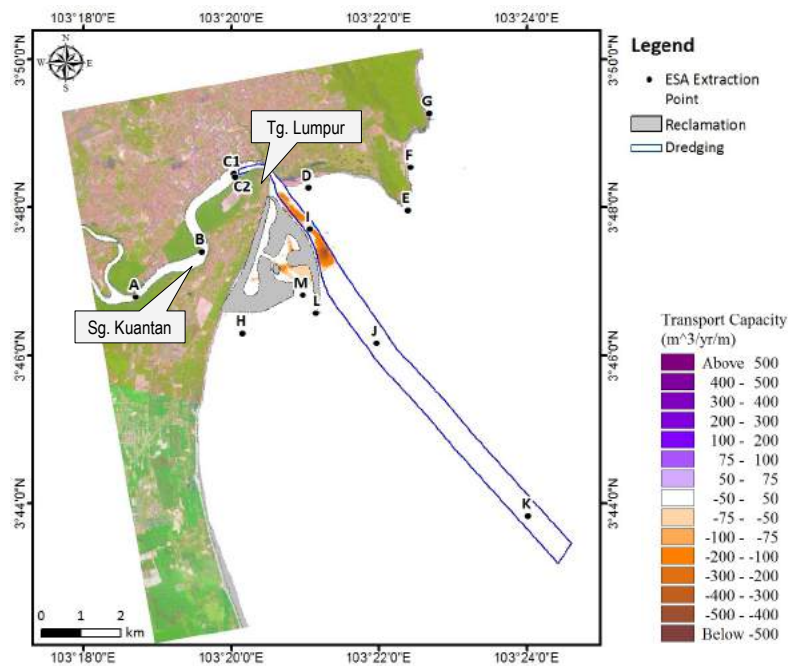 103°18'0"E 103°20'0"E 103°22'0"E 103°24'0"E
3°50'0"N
3°48'0"N
3°46'0"N
3°44'0"N
N
W E
S
Tg. Lumpur
Sg. Kuantan
G
F
E
D
C1
C2
I
B
A
M
L
H
J
K
0 1 2
km
3°50'0"N
3°48'0"N
3°46'0"N
3°44'0"N
103°18'0"E 103°20'0"E 103°22'0"E 103°24'0"E
Legend
ESA Extraction
Point
Reclamation
Dredging
Transport Capacity
(m^3/yr/m)
Above 500
400 - 500
300 - 400
200 - 300
100 - 200
75 - 100
50 - 75
-50 - 50
-75 - -50
-100 - -75
-200 - -100
-300 - -200
-400 - -300
-500 - -400
Below -500